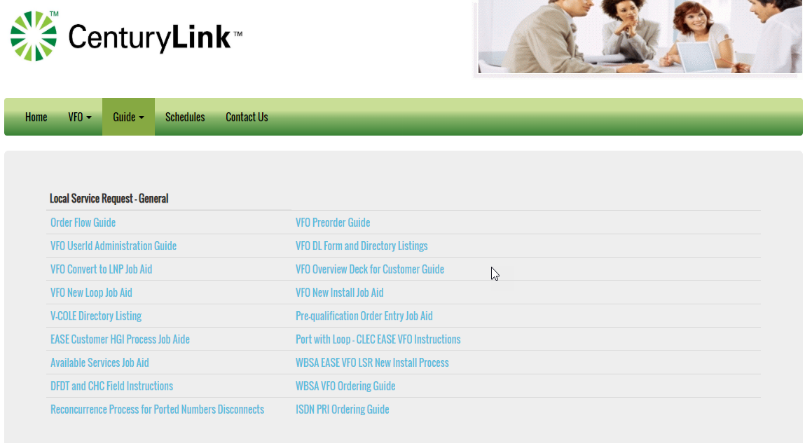 CenturyLink™
Home VFO Guide Schedules Contact Us
Local Service Request - General
Order Flow Guide VFO Preorder Guide
VFO UserId Administration Guide VFO DL Form and Directory Listings
VFO Convert to LNP Job Aid VFO Overview Deck for Customer Guide
VFO New Loop Job Aid VFO New Install Job Aid
V-COLE Directory Listing Pre-qualification Order Entry Job Aid
EASE Customer HGI Process Job Aide Port with Loop - CLEC EASE VFO Instructions
Available Services Job Aid WBSA EASE VFO LSR New Install Process
DFDT and CHC Field Instructions WBSA VFO Ordering Guide
Reconcurrence Process for Ported Numbers Disconnects ISDN PRI Ordering Guide